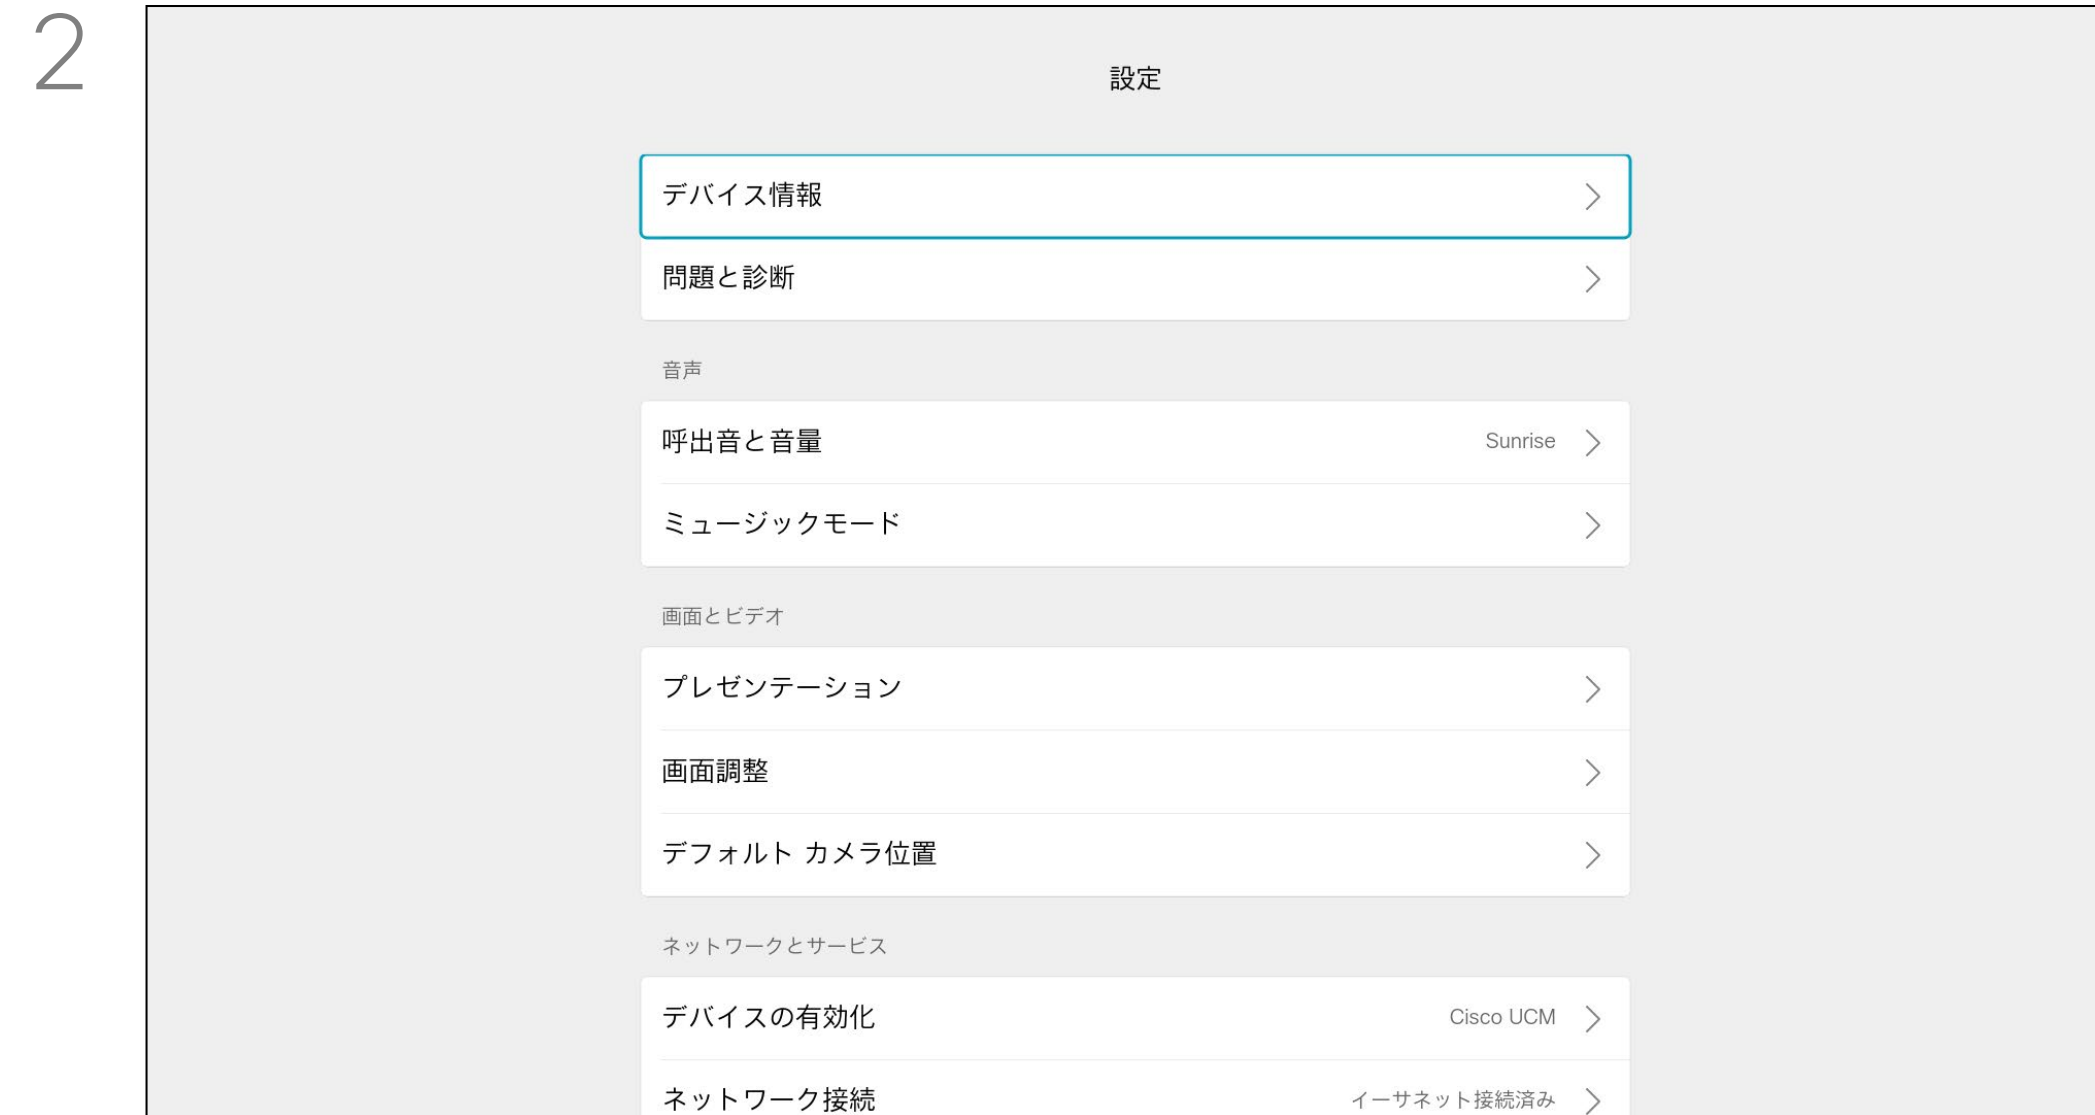 2
設定
デバイス情報
問題と診断
音声
呼出音と音量 Sunrise
ミュージックモード
画面とビデオ
プレゼンテーション
画面調整
デフォルト カメラ位置
ネットワークとサービス
デバイスの有効化 Cisco UCM
ネットワーク接続 イーサネット接続済み